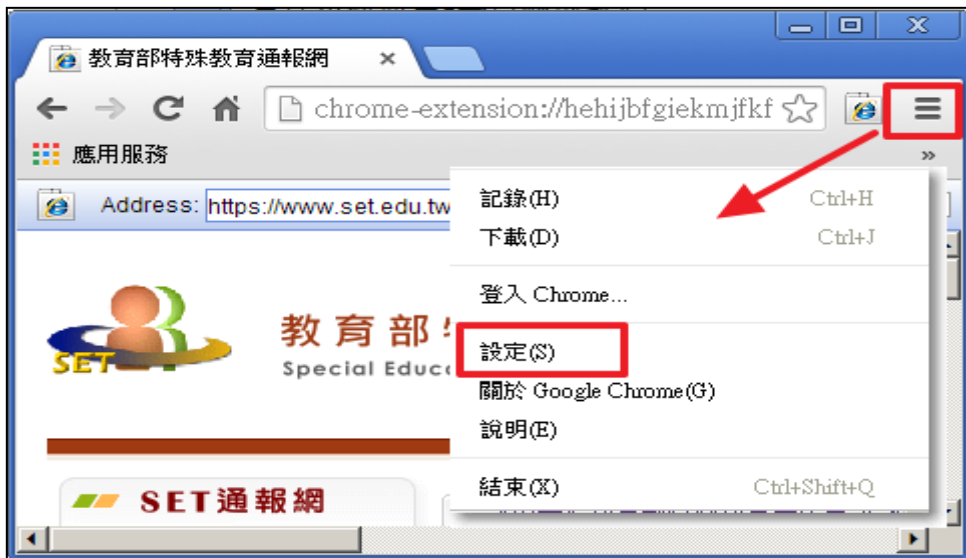 教育部特殊教育通報網
chrome-extension://hehijbfgiekmjfkf
應用服務
»
Address: https://www.set.edu.tw
記錄(H) Ctrl+H
下載(D) Ctrl+J
登入 Chrome...
設定(S)
關於 Google Chrome(G)
說明(E)
結束(X) Ctrl+Shift+Q
SET
教育部
Special Educ
SET通報網